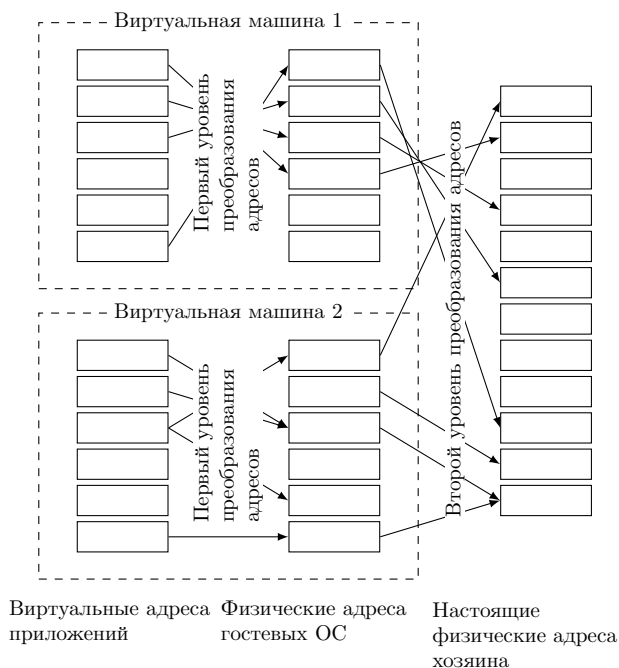 Виртуальная машина 1
Первый уровень
преобразования
адресов
Виртуальная машина 2
Первый уровень
преобразования
адресов
Второй уровень преобразования адресов
Виртуальные адреса
приложений
Физические адреса
гостевых ОС
Настоящие
физические адреса
хозяина